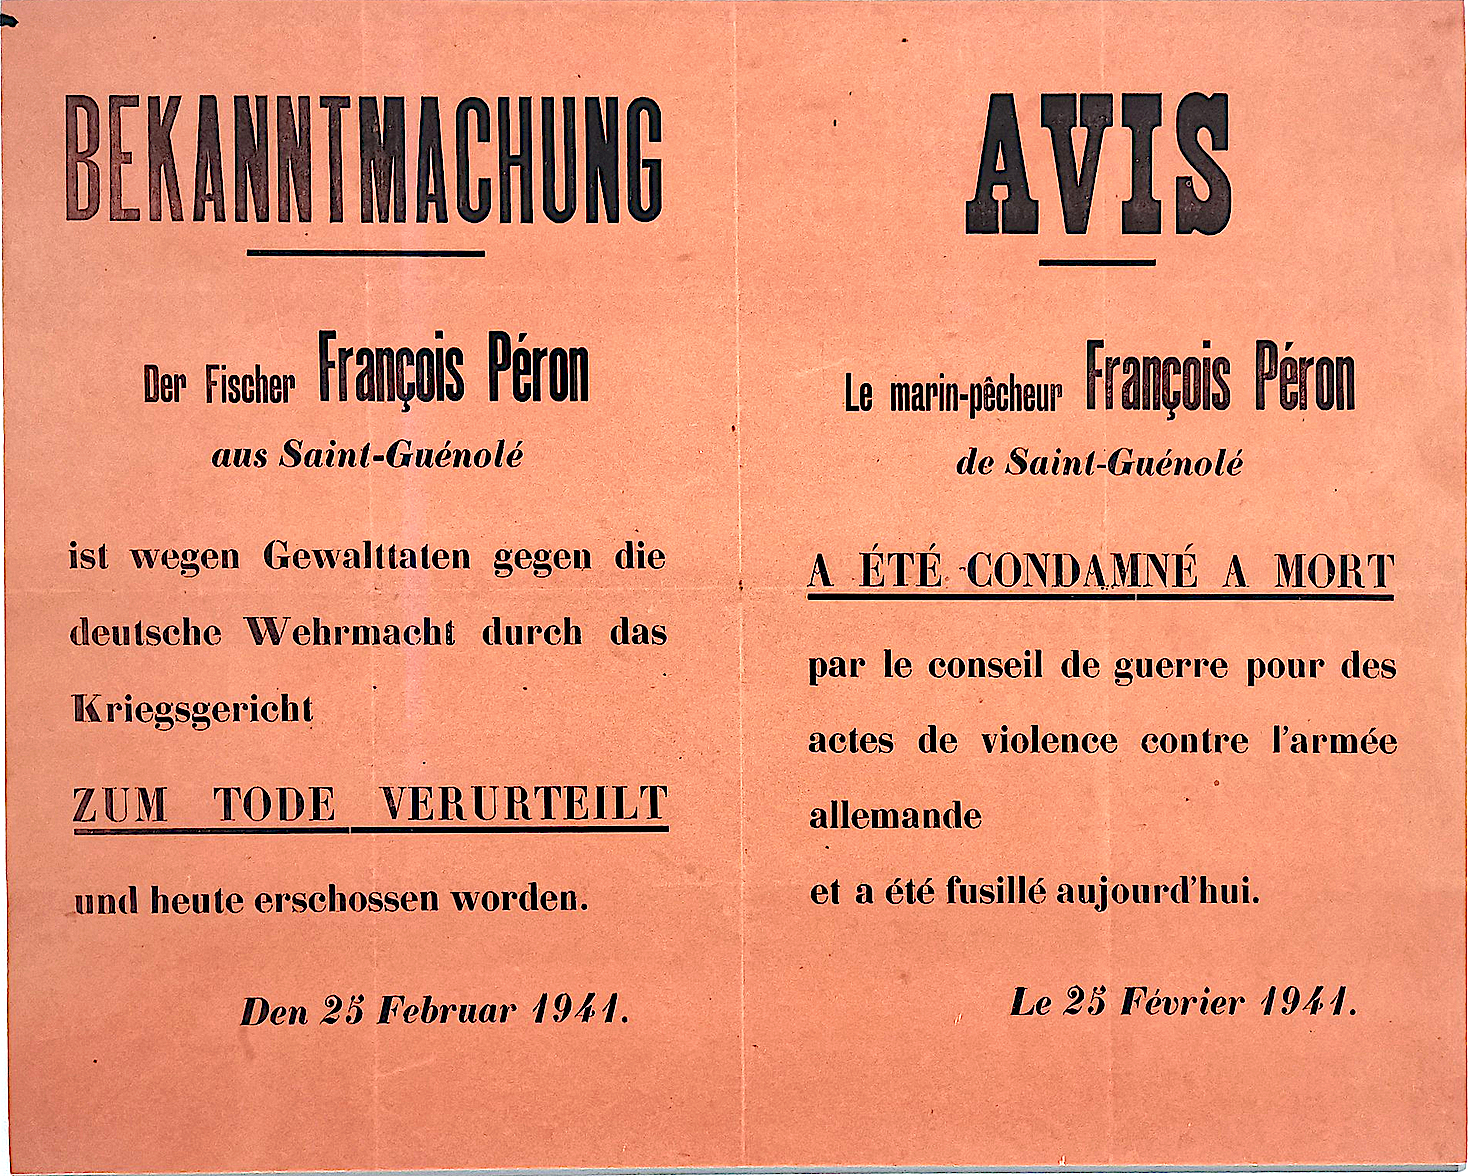 BEKANNTMACHUNG
Der Fischer François Péron
aus Saint-Guénolé
ist wegen Gewalttaten gegen die
deutsche Wehrmacht durch das
Kriegsgericht
ZUM TODE VERURTEILT
und heute erschossen worden.
Den 25 Februar 1941.
AVIS
Le marin-pêcheur François Péron
de Saint-Guénolé
A ÉTÉ CONDAMNÉ A MORT
par le conseil de guerre pour des
actes de violence contre l'armée
allemande
et a été fusillé aujourd'hui.
Le 25 Février 1941.